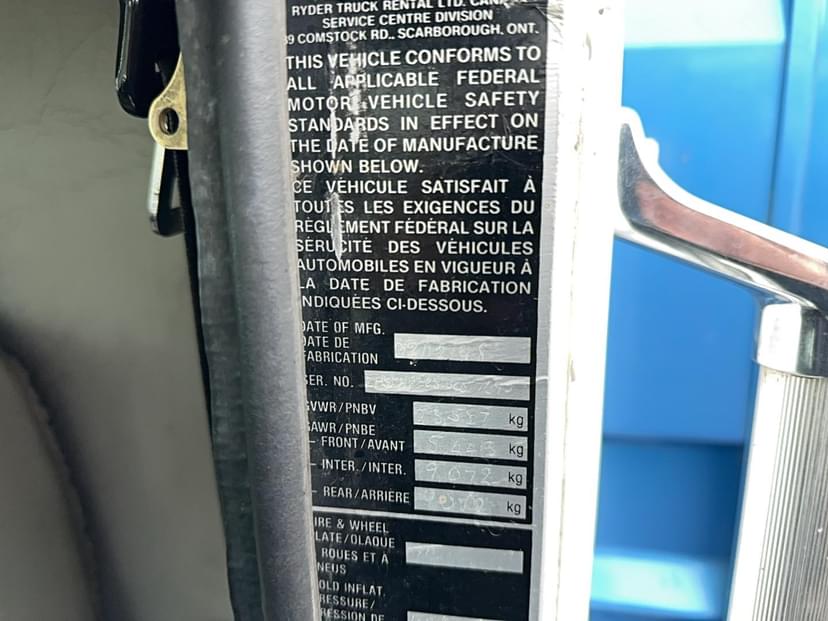 RYDER TRUCK RENTAL LTD.
SERVICE CENTRE DIVISION
COMSTOCK RD., SCARBOROUGH, ONT.
THIS VEHICLE CONFORMS TO
ALL APPLICABLE FEDERAL
MOTOR VEHICLE SAFETY
STANDARDS IN EFFECT ON
THE DATE OF MANUFACTURE
SHOWN BELOW.
CE VÉHICULE SATISFAIT À
TOUTES LES EXIGENCES DU
RÈGLEMENT FÉDÉRAL SUR LA
SÉRUCITÉ DES VÉHICULES
AUTOMOBILES EN VIGUEUR À
LA DATE DE FABRICATION
INDIQUÉES CI-DESSOUS.
DATE OF MFG.
DATE DE
FABRICATION
SER. NO.
GVWR/PNBV kg
GAWR/PNBE
- FRONT/AVANT kg
- INTER./INTER. 9072 kg
- REAR/ARRIÈRE kg
TIRE & WHEEL
PLATE/OLAQUE
ROUES ET À
PNEUS
COLD INFLAT.
PRESSURE/
PRESSION DE